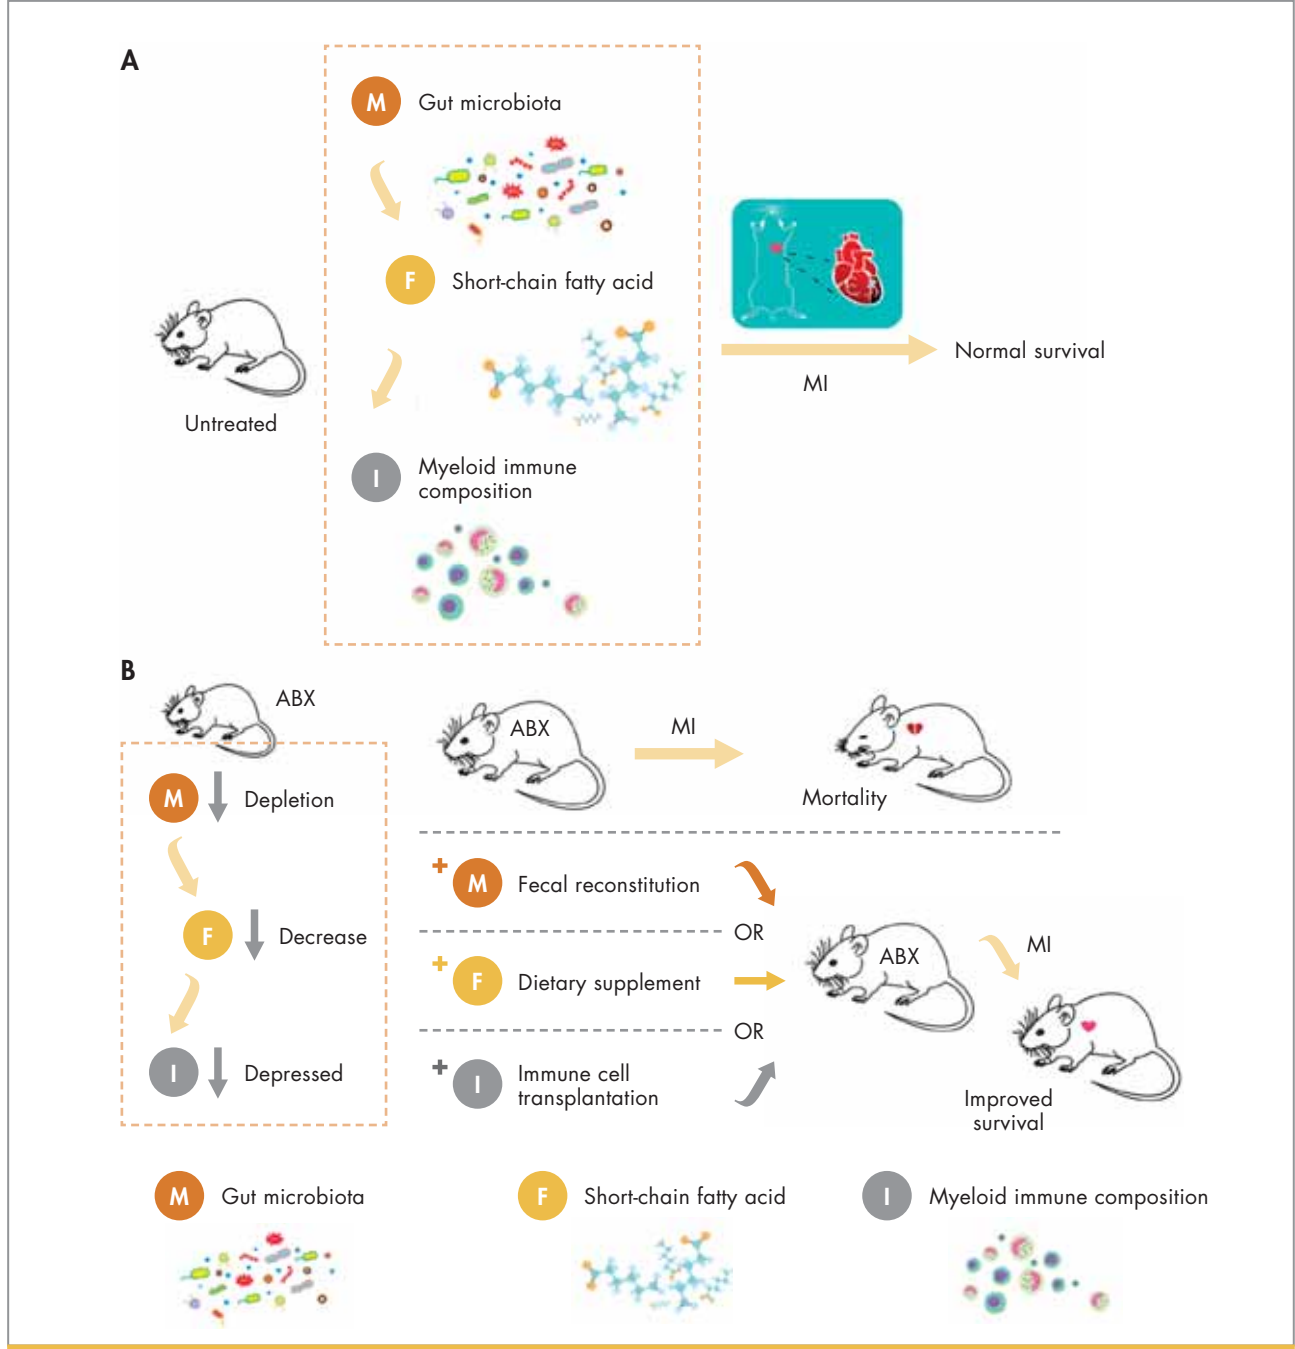 A
M Gut microbiota
F Short-chain fatty acid
Untreated
I Myeloid immune
composition
MI
Normal survival
B
ABX
M Depletion
F Decrease
I Depressed
ABX
MI
Mortality
+ M Fecal reconstitution
OR
+ F Dietary supplement
OR
+ I Immune cell
transplantation
ABX
MI
Improved
survival
M Gut microbiota
F Short-chain fatty acid
I Myeloid immune composition